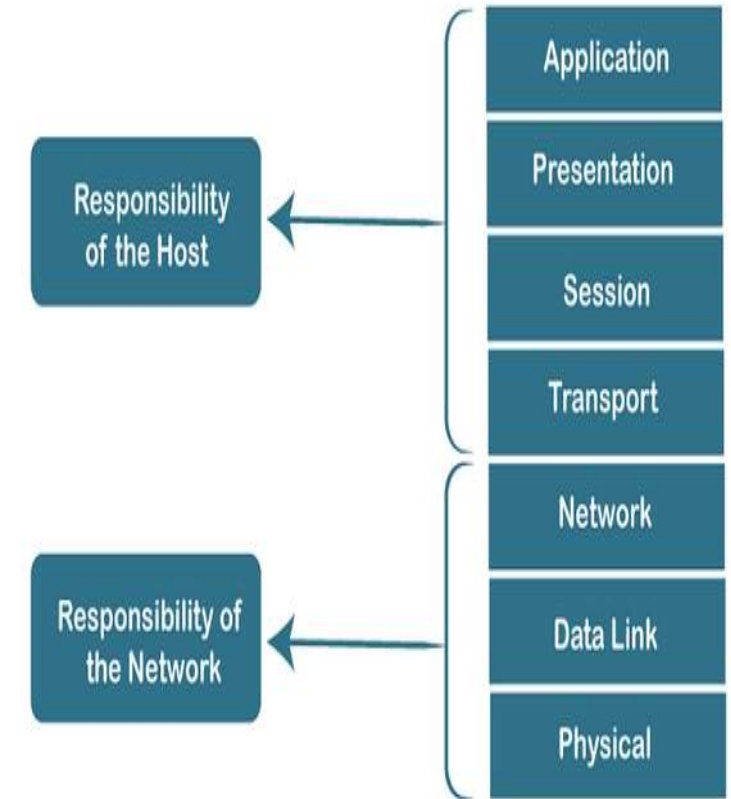 Application
Presentation
Session
Transport
Network
Data Link
Physical
Responsibility
of the Host
Responsibility of
the Network